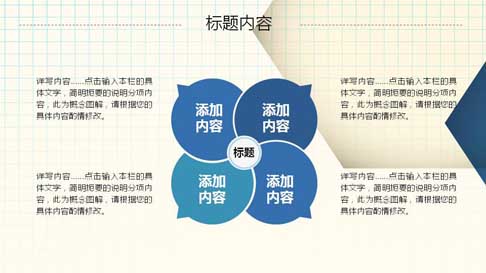 标题内容
详写内容……点击输入本栏的具
体文字，简明扼要的说明分项内
容，此为概念图解，请根据您的
具体内容酌情修改。
详写内容……点击输入本栏的具
体文字，简明扼要的说明分项内
容，此为概念图解，请根据您的
具体内容酌情修改。
添加
内容
添加
内容
标题
添加
内容
添加
内容
详写内容……点击输入本栏的具
体文字，简明扼要的说明分项内
容，此为概念图解，请根据您的
具体内容酌情修改。
详写内容……点击输入本栏的具
体文字，简明扼要的说明分项内
容，此为概念图解，请根据您的
具体内容酌情修改。